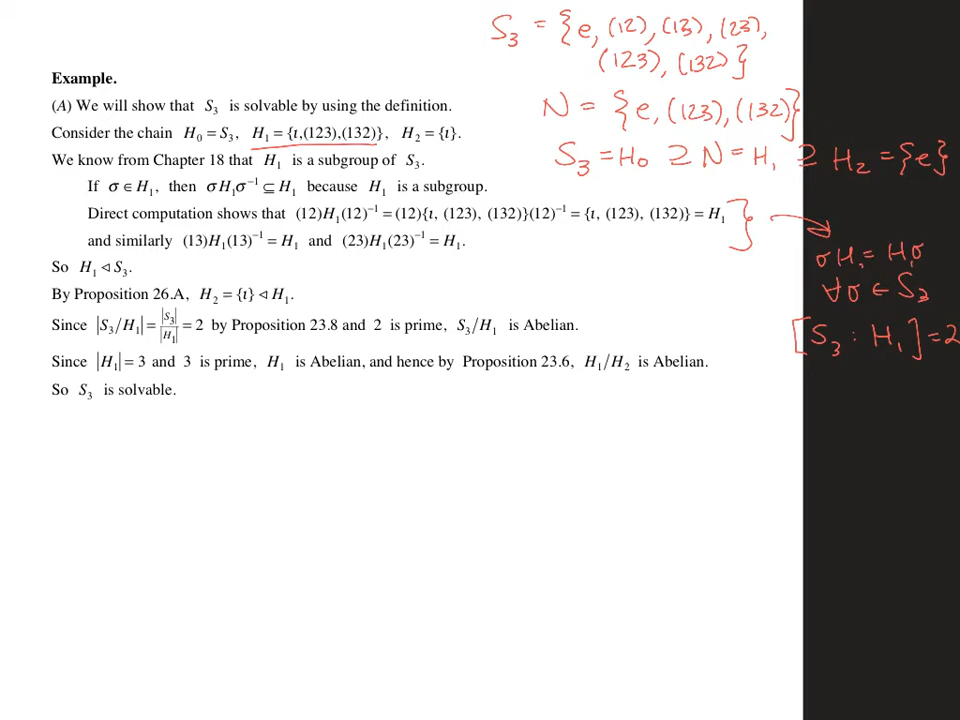 S₃ = {e, (12), (13), (23),
(123), (132)}
Example.
(A) We will show that S₃ is solvable by using the definition.
N = {e, (123), (132)}
Consider the chain H₀ = S₃, H₁ = {ι,(123),(132)}, H₂ = {ι}.
S₃ = H₀ ⊇ N = H₁ ⊇ H₂ = {e}
We know from Chapter 18 that H₁ is a subgroup of S₃.
If σ ∈ H₁, then σH₁σ⁻¹ ⊆ H₁ because H₁ is a subgroup.
Direct computation shows that (12)H₁(12)⁻¹ = (12){ι, (123), (132)}(12)⁻¹ = {ι, (123), (132)} = H₁
and similarly (13)H₁(13)⁻¹ = H₁ and (23)H₁(23)⁻¹ = H₁.
σH₁ = H₁σ
∀σ ∈ S₃
So H₁ ◁ S₃.
By Proposition 26.A, H₂ = {ι} ◁ H₁.
Since |S₃/H₁| = |S₃|/|H₁| = 2 by Proposition 23.8 and 2 is prime, S₃/H₁ is Abelian.
[S₃ : H₁] = 2
Since |H₁| = 3 and 3 is prime, H₁ is Abelian, and hence by Proposition 23.6, H₁/H₂ is Abelian.
So S₃ is solvable.